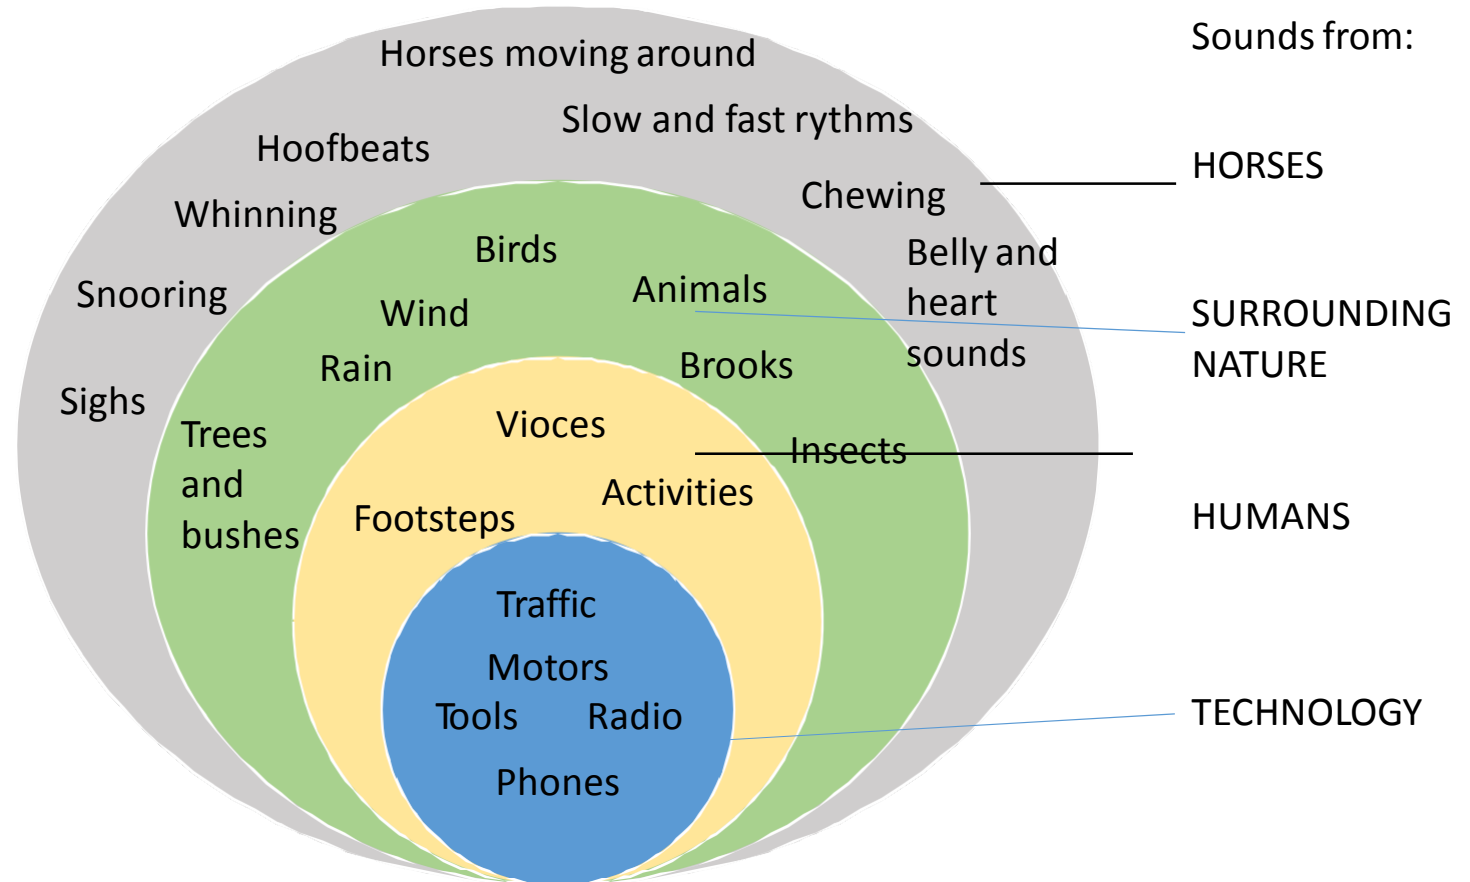 Sounds from:
Horses moving around
Slow and fast rythms
Hoofbeats
HORSES
Chewing
Whinning
Birds
Belly and
heart
sounds
Animals
Snooring
Wind
SURROUNDING
NATURE
Rain
Brooks
Sighs
Vioces
Trees
and
bushes
Insects
Activities
Footsteps
HUMANS
Traffic
Motors
Tools
Radio
TECHNOLOGY
Phones